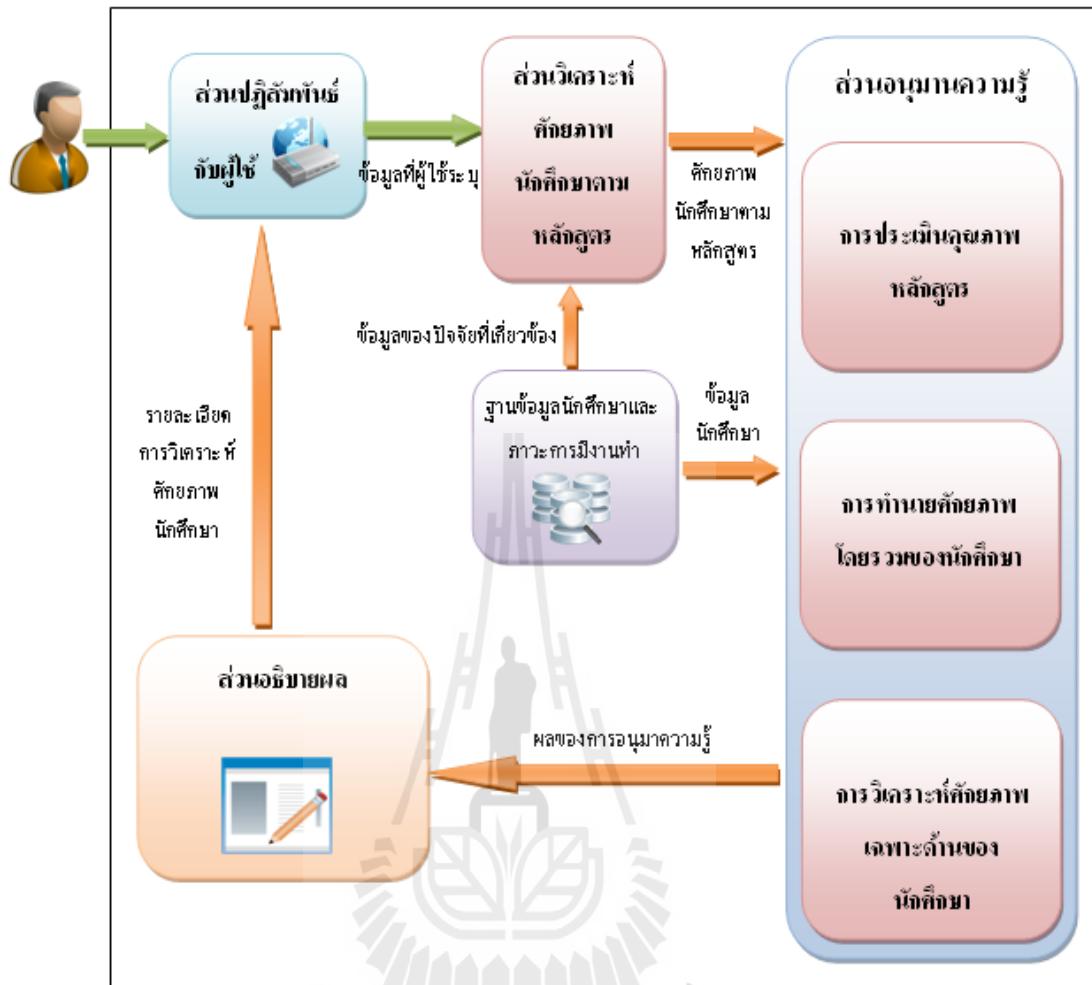 ส่วนปฏิสัมพันธ์
กับผู้ใช้
ข้อมูลที่ผู้ใช้ระบุ
ส่วนวิเคราะห์
ศักยภาพ
นักศึกษาตาม
หลักสูตร
ศักยภาพ
นักศึกษาตาม
หลักสูตร
ส่วนอนุมานความรู้
การประเมินคุณภาพ
หลักสูตร
ข้อมูลของปัจจัยที่เกี่ยวข้อง
ฐานข้อมูลนักศึกษาและ
ภาวะการมีงานทำ
ข้อมูล
นักศึกษา
การทำนายศักยภาพ
โดยรวมของนักศึกษา
รายละเอียด
การวิเคราะห์
ศักยภาพ
นักศึกษา
ส่วนอธิบายผล
ผลของการอนุมาความรู้
การวิเคราะห์ศักยภาพ
เฉพาะด้านของ
นักศึกษา